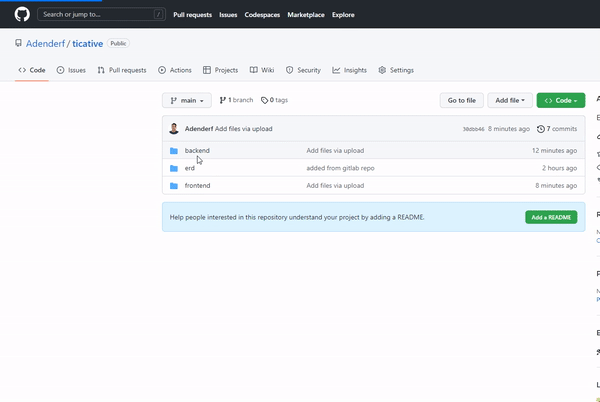 Search or jump to...
/
Pull requests Issues Codespaces Marketplace Explore
Adenderf / ticative Public
Code Issues Pull requests Actions Projects Wiki Security Insights Settings
main 1 branch 0 tags Go to file Add file Code
Adenderf Add files via upload 8 minutes ago 7 commits
backend Add files via upload 12 minutes ago
erd added from gitlab repo 2 hours ago
frontend Add files via upload 8 minutes ago
Help people interested in this repository understand your project by adding a README. Add a README